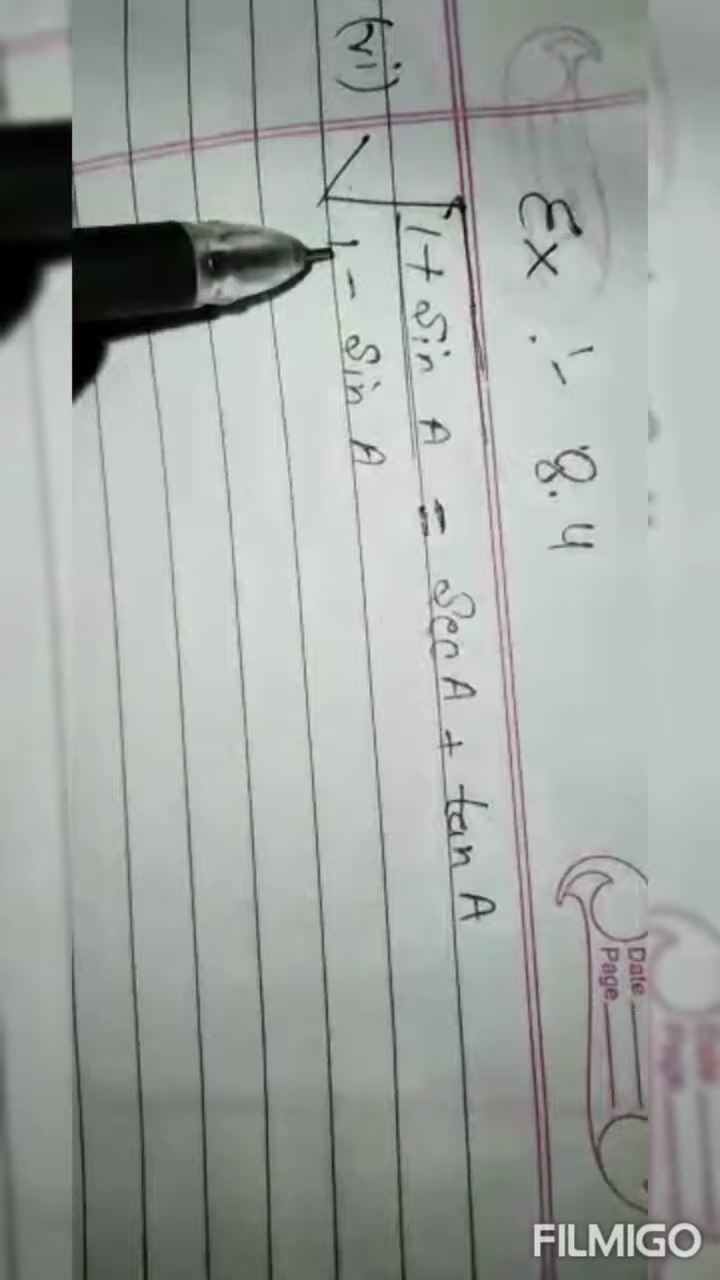 Ex :- 8.4
(vi) √1 + Sin A = Sec A + tan A
1 - Sin A
Date
Page
FILMIGO